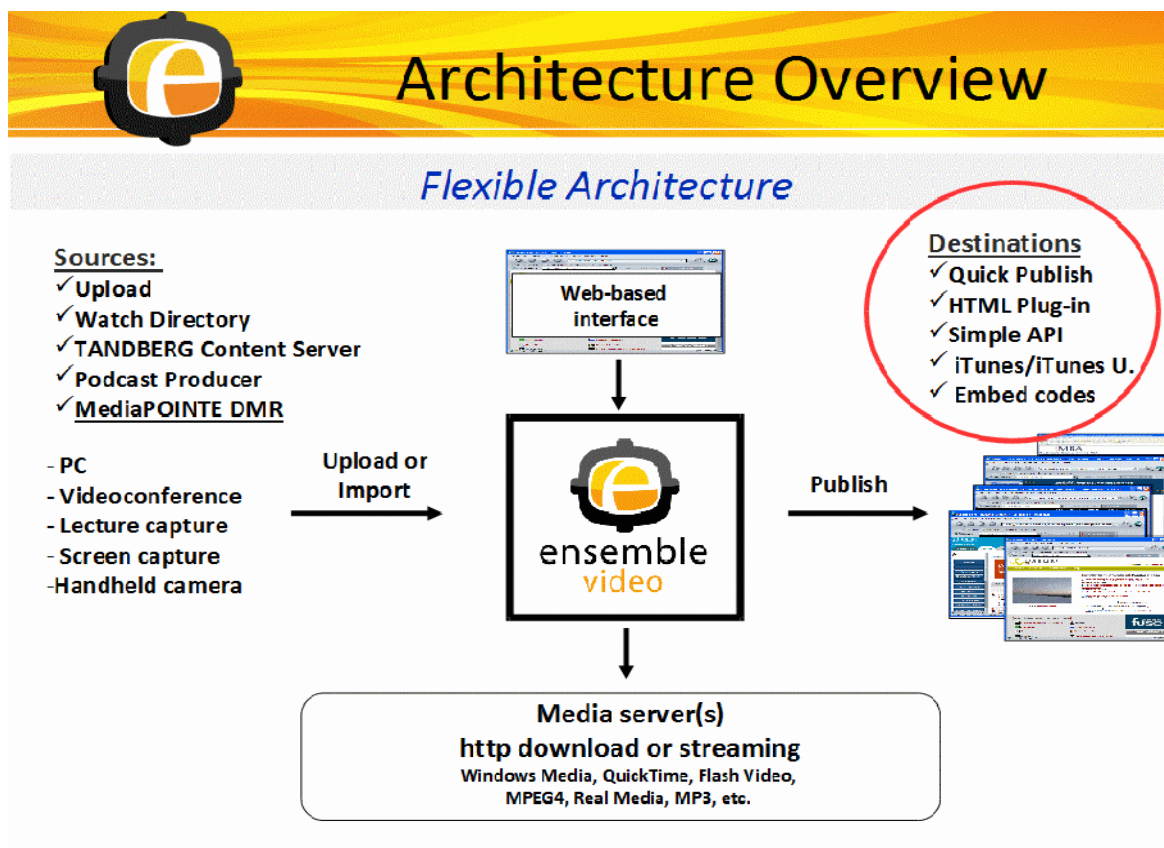 Architecture Overview
Flexible Architecture
Sources:
✓Upload
✓Watch Directory
✓TANDBERG Content Server
✓Podcast Producer
✓MediaPOINTE DMR
- PC
- Videoconference
- Lecture capture
- Screen capture
-Handheld camera
Upload or
Import
Web-based
interface
ensemble
video
Publish
Destinations
✓Quick Publish
✓HTML Plug-in
✓Simple API
✓ iTunes/iTunes U.
✓ Embed codes
MBA
Media server(s)
http download or streaming
Windows Media, QuickTime, Flash Video,
MPEG4, Real Media, MP3, etc.